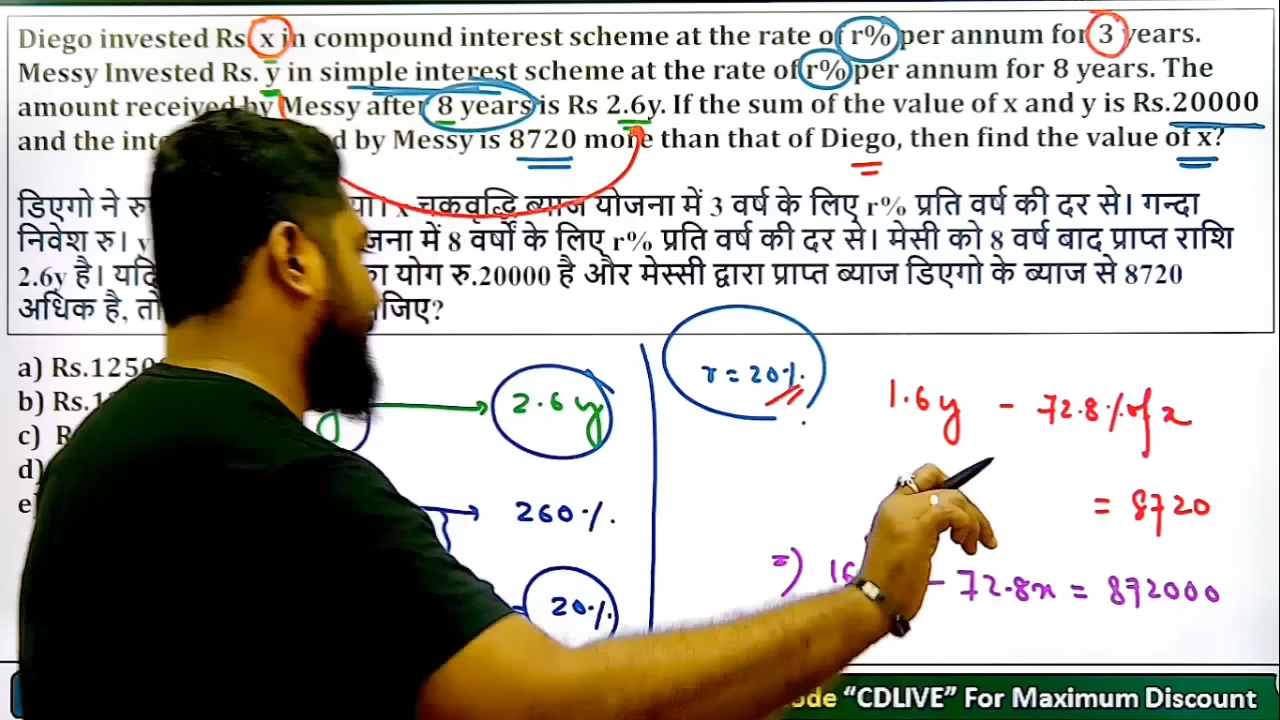 Diego invested Rs. x in compound interest scheme at the rate of r% per annum for 3 years.
Messy Invested Rs. y in simple interest scheme at the rate of r% per annum for 8 years. The
amount received by Messy after 8 years is Rs 2.6y. If the sum of the value of x and y is Rs.20000
and the by Messy is 8720 more than that of Diego, then find the value of x?
डिएगो ने x चक्रवृद्धि ब्याज योजना में 3 वर्ष के लिए r% प्रति वर्ष की दर से। गन्दा
निवेश रु। y में 8 वर्षों के लिए r% प्रति वर्ष की दर से। मेसी को 8 वर्ष बाद प्राप्त राशि
2.6y है। यदि का योग रु.20000 है और मेस्सी द्वारा प्राप्त ब्याज डिएगो के ब्याज से 8720
अधिक है, तो
a) Rs.1250
b) Rs.
c)
d)
e)
2.6y
260%.
20%.
r = 20%.
1.6y - 72.8% of x
= 8720
=) 16 - 72.8x = 872000
“CDLIVE” For Maximum Discount